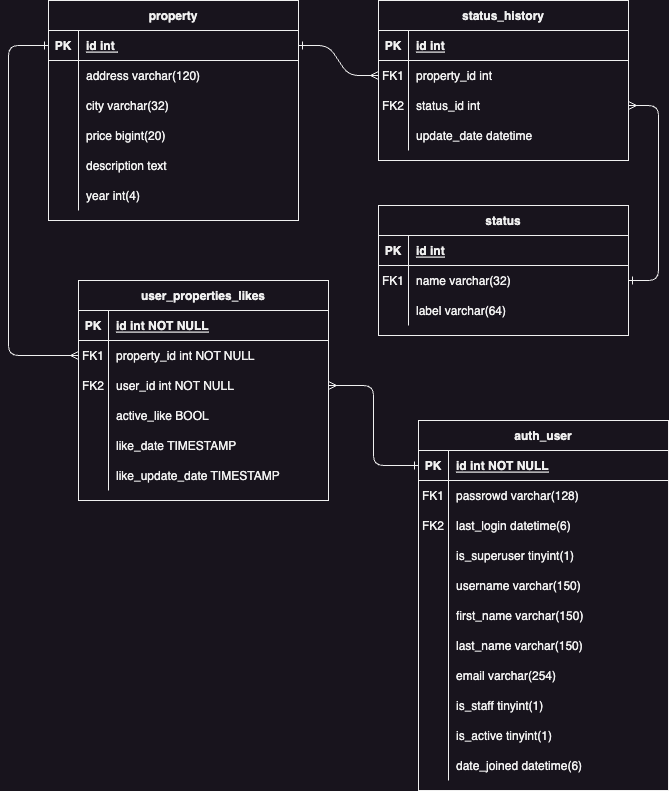 property
PK id int
address varchar(120)
city varchar(32)
price bigint(20)
description text
year int(4)
status_history
PK id int
FK1 property_id int
FK2 status_id int
update_date datetime
status
PK id int
FK1 name varchar(32)
label varchar(64)
user_properties_likes
PK id int NOT NULL
FK1 property_id int NOT NULL
FK2 user_id int NOT NULL
active_like BOOL
like_date TIMESTAMP
like_update_date TIMESTAMP
auth_user
PK id int NOT NULL
FK1 passrowd varchar(128)
FK2 last_login datetime(6)
is_superuser tinyint(1)
username varchar(150)
first_name varchar(150)
last_name varchar(150)
email varchar(254)
is_staff tinyint(1)
is_active tinyint(1)
date_joined datetime(6)